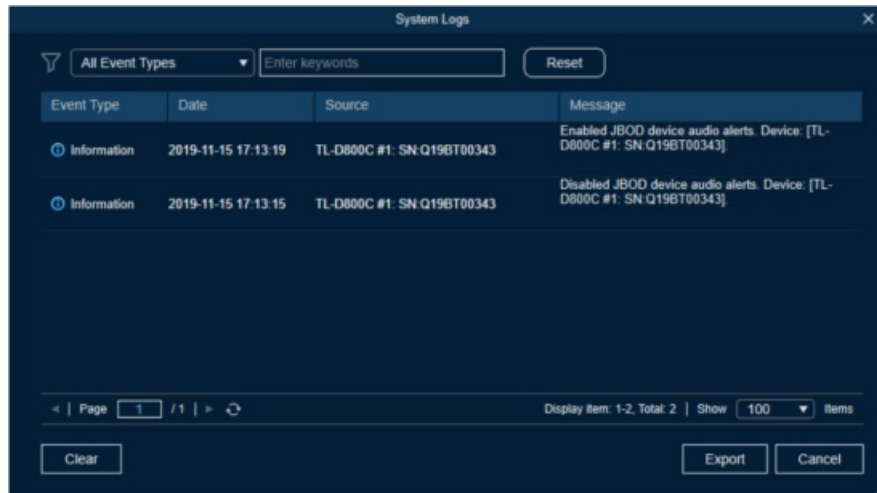 System Logs
All Event Types
Enter keywords
Reset
Event Type Date Source Message
Information 2019-11-15 17:13:19 TL-D800C #1: SN:Q19BT00343 Enabled JBOD device audio alerts. Device: [TL-
D800C #1: SN:Q19BT00343].
Information 2019-11-15 17:13:15 TL-D800C #1: SN:Q19BT00343 Disabled JBOD device audio alerts. Device: [TL-
D800C #1: SN:Q19BT00343].
Page 1 /1 | Display item: 1-2, Total: 2 | Show 100 Items
Clear
Export
Cancel